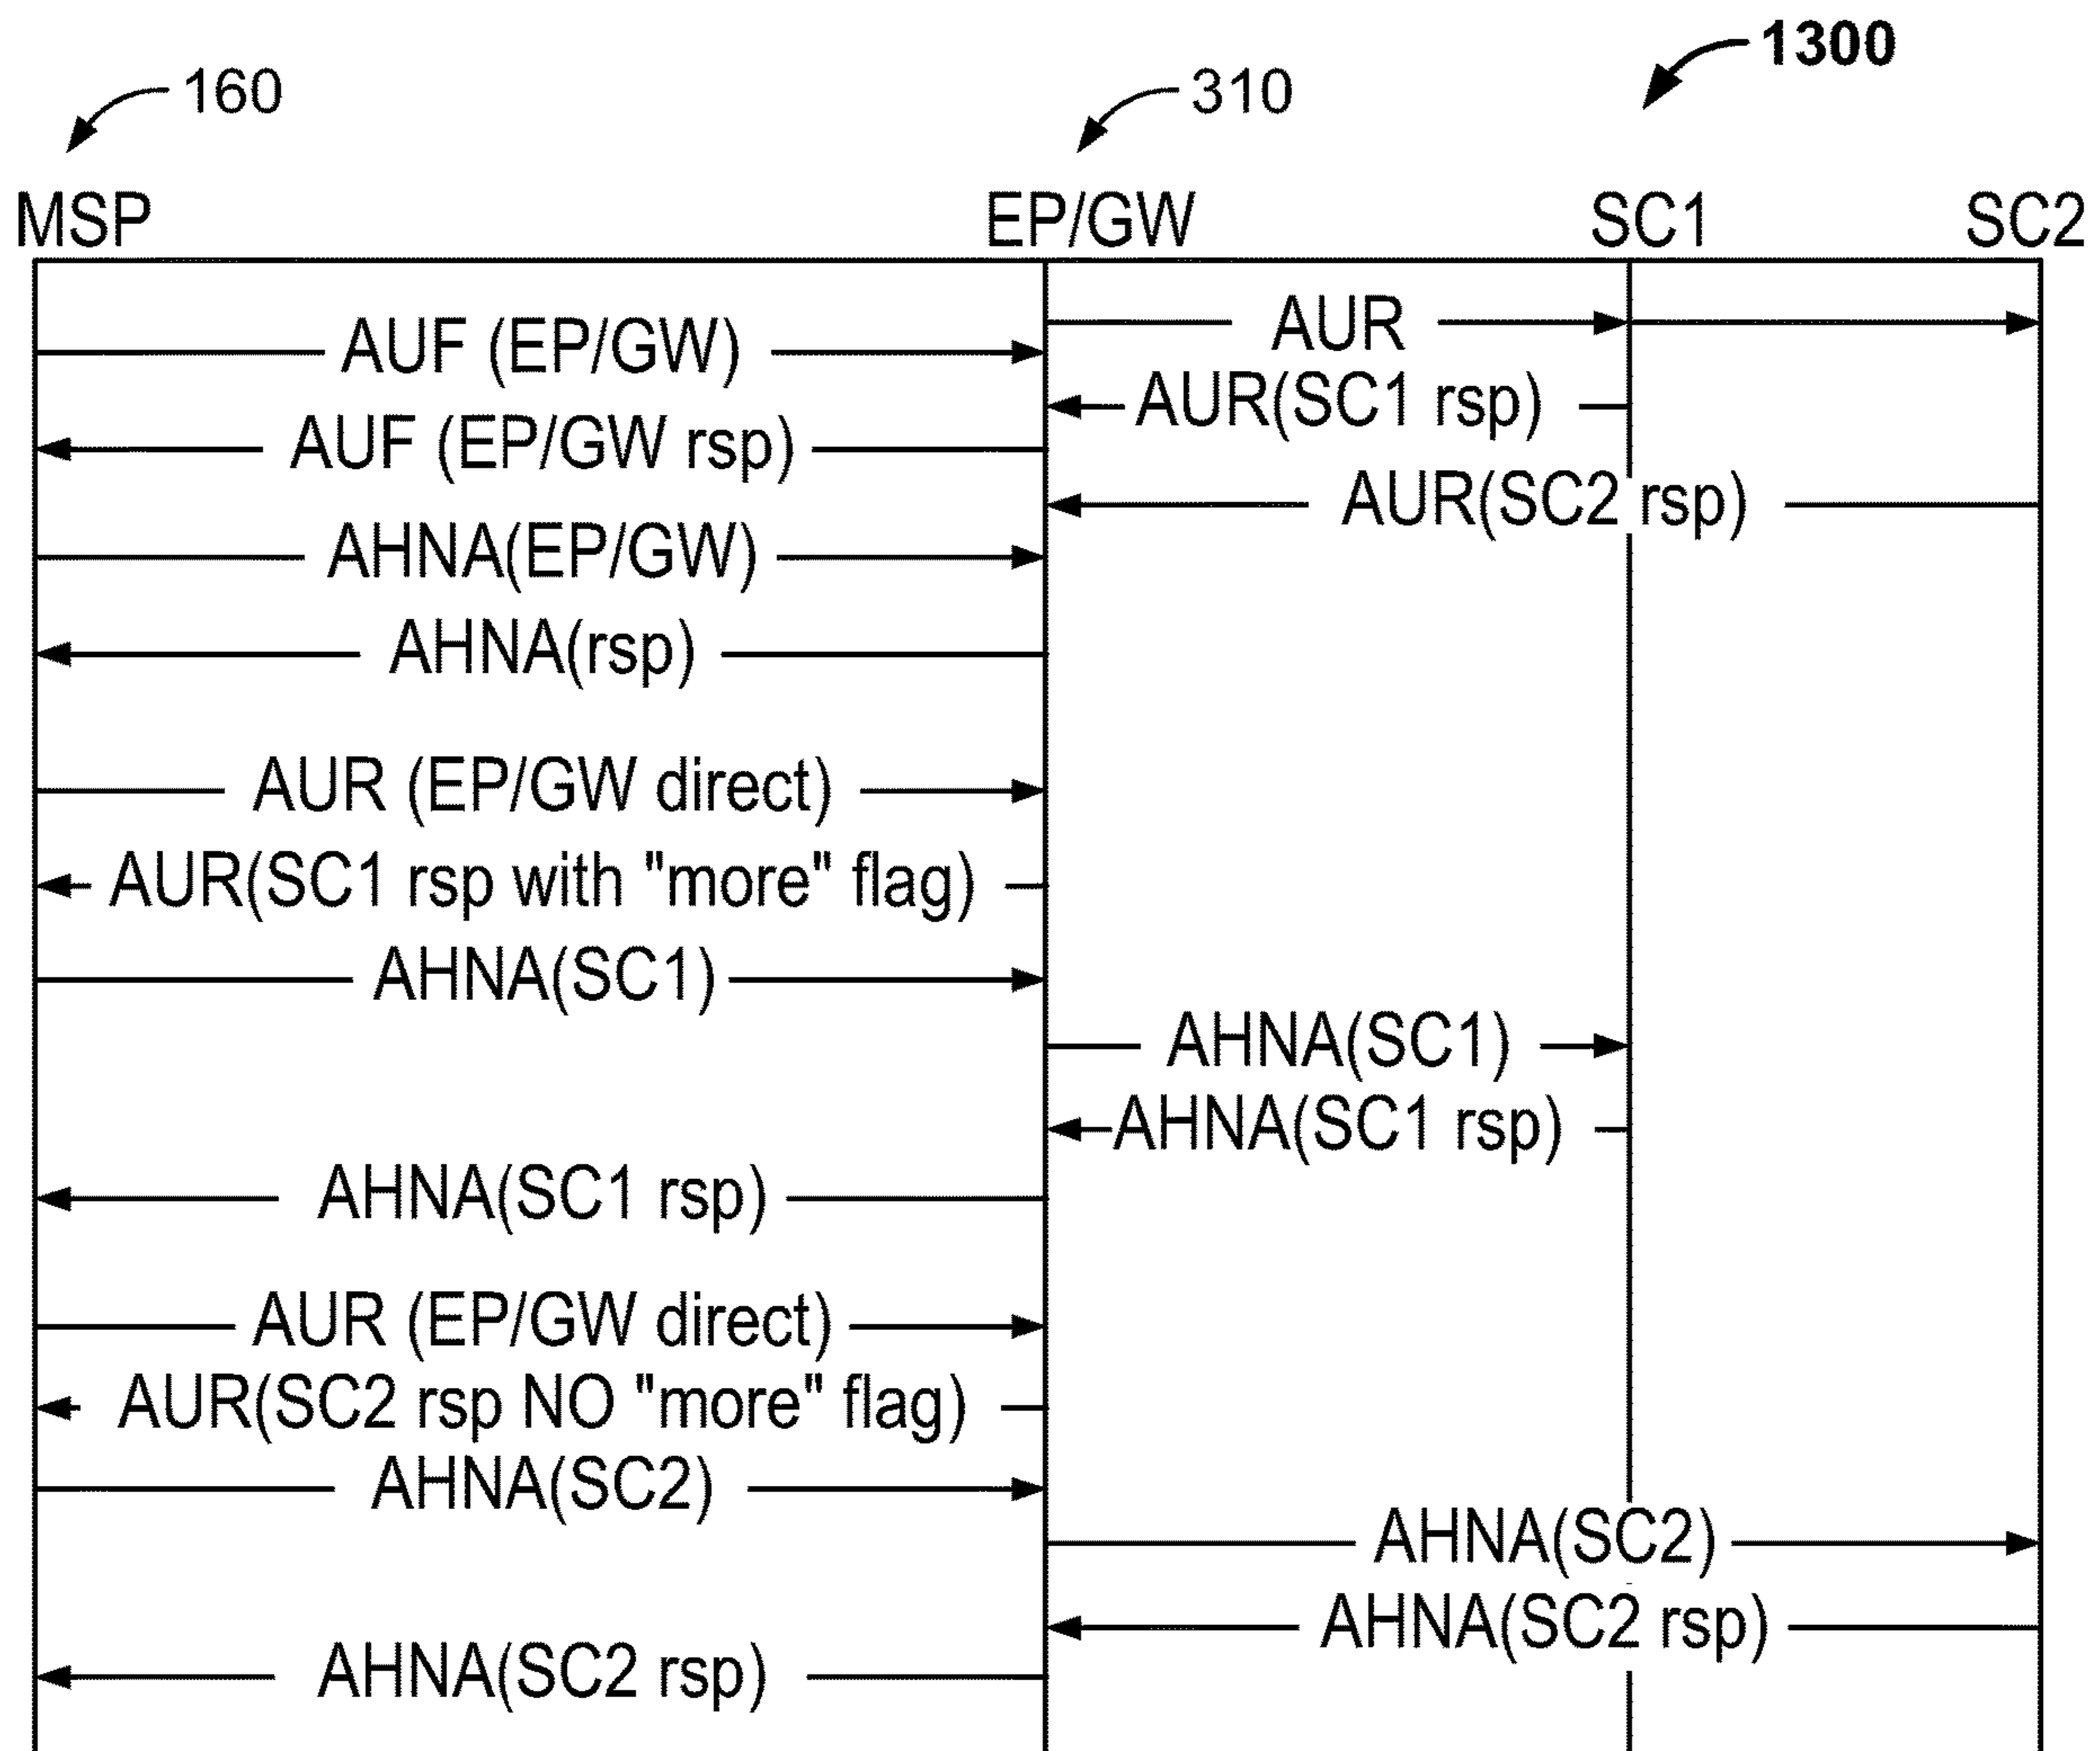 1300
160
310
MSP
EP/GW
SC1
SC2
AUR
AUF (EP/GW)
AUR(SC1 rsp)
AUF (EP/GW rsp)
AUR(SC2 rsp)
AHNA(EP/GW)
AHNA(rsp)
AUR (EP/GW direct)
AUR(SC1 rsp with "more" flag)
AHNA(SC1)
AHNA(SC1)
AHNA(SC1 rsp)
AHNA(SC1 rsp)
AUR (EP/GW direct)
AUR(SC2 rsp NO "more" flag)
AHNA(SC2)
AHNA(SC2)
AHNA(SC2 rsp)
AHNA(SC2 rsp)